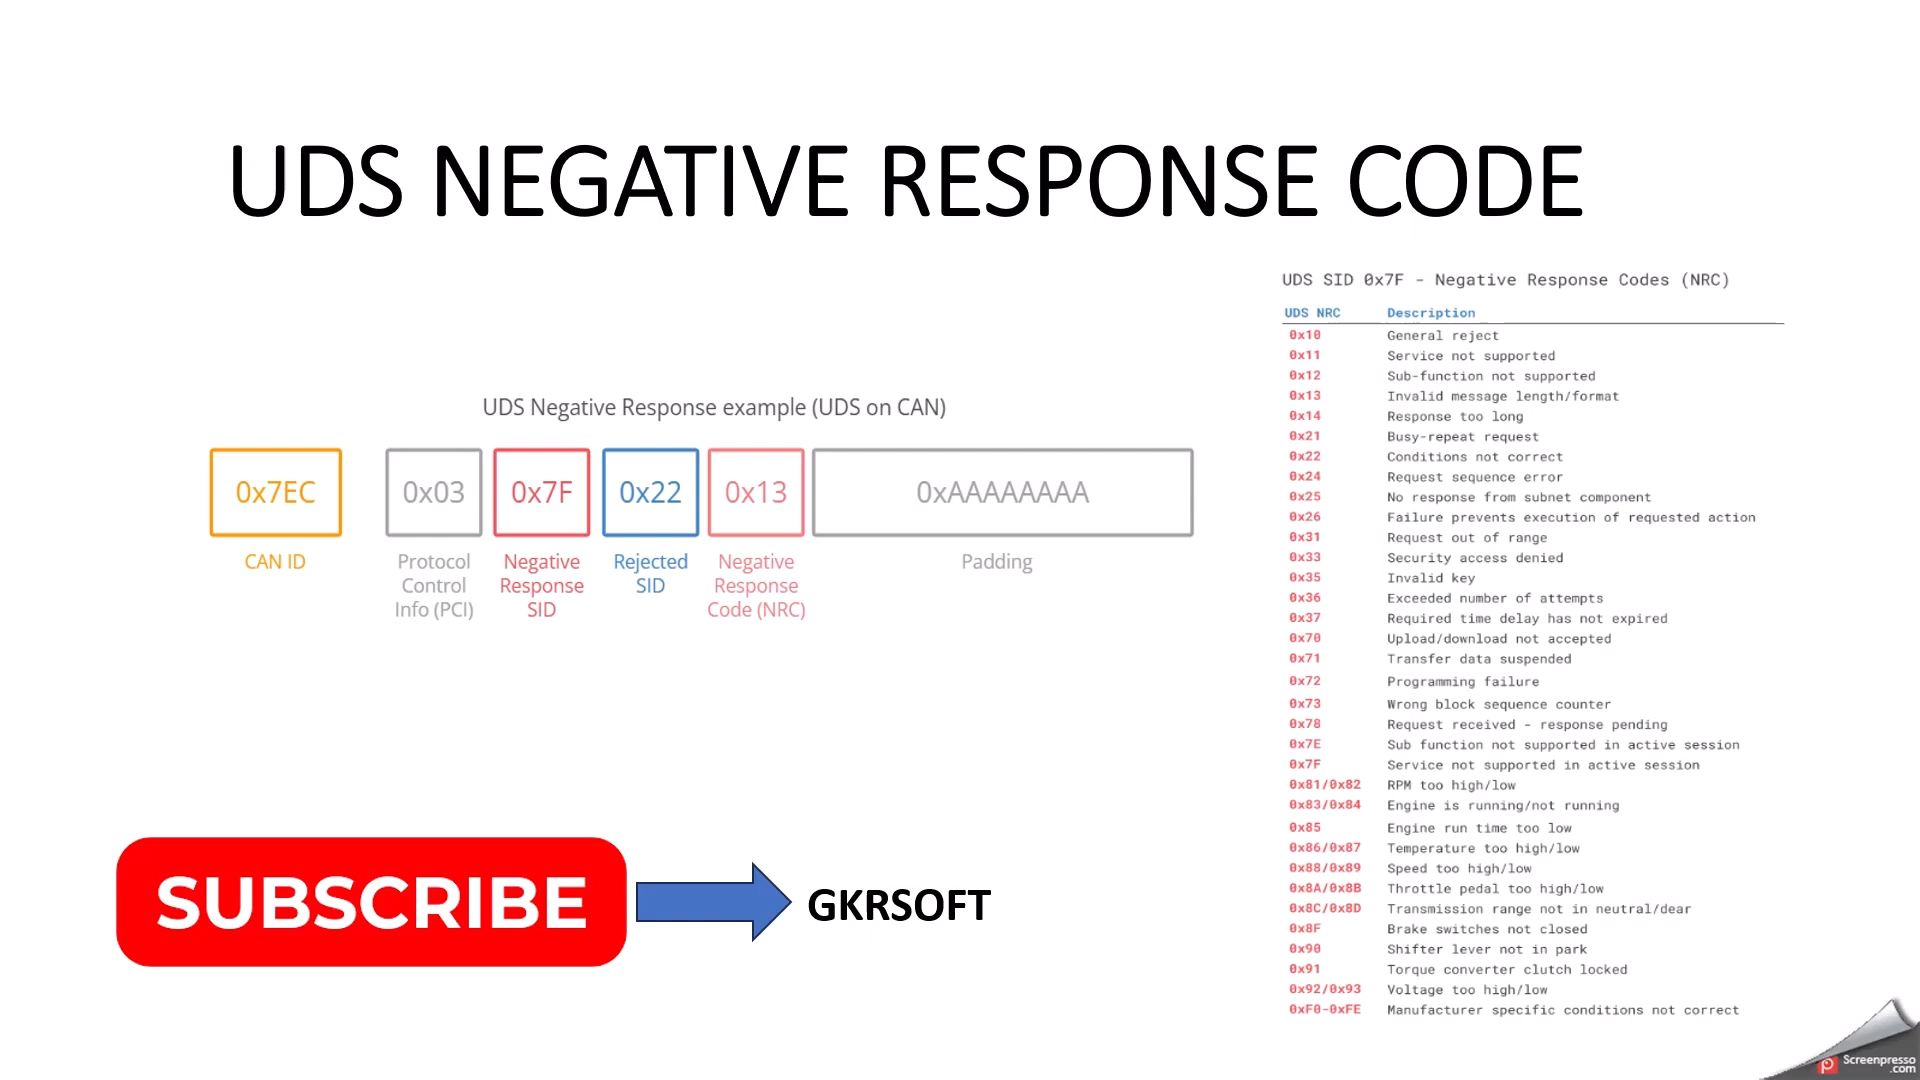 UDS NEGATIVE RESPONSE CODE
UDS Negative Response example (UDS on CAN)
0x7EC 0x03 0x7F 0x22 0x13 0xAAAAAAAA
CAN ID
Protocol
Control
Info (PCI)
Negative
Response
SID
Rejected
SID
Negative
Response
Code (NRC)
Padding
UDS SID 0x7F - Negative Response Codes (NRC)
UDS NRC Description
0x10 General reject
0x11 Service not supported
0x12 Sub-function not supported
0x13 Invalid message length/format
0x14 Response too long
0x21 Busy-repeat request
0x22 Conditions not correct
0x24 Request sequence error
0x25 No response from subnet component
0x26 Failure prevents execution of requested action
0x31 Request out of range
0x33 Security access denied
0x35 Invalid key
0x36 Exceeded number of attempts
0x37 Required time delay has not expired
0x70 Upload/download not accepted
0x71 Transfer data suspended
0x72 Programming failure
0x73 Wrong block sequence counter
0x78 Request received - response pending
0x7E Sub function not supported in active session
0x7F Service not supported in active session
0x81/0x82 RPM too high/low
0x83/0x84 Engine is running/not running
0x85 Engine run time too low
0x86/0x87 Temperature too high/low
0x88/0x89 Speed too high/low
0x8A/0x8B Throttle pedal too high/low
0x8C/0x8D Transmission range not in neutral/dear
0x8F Brake switches not closed
0x90 Shifter lever not in park
0x91 Torque converter clutch locked
0x92/0x93 Voltage too high/low
0xF0-0xFE Manufacturer specific conditions not correct
SUBSCRIBE
GKRSOFT
Screenpresso
.com